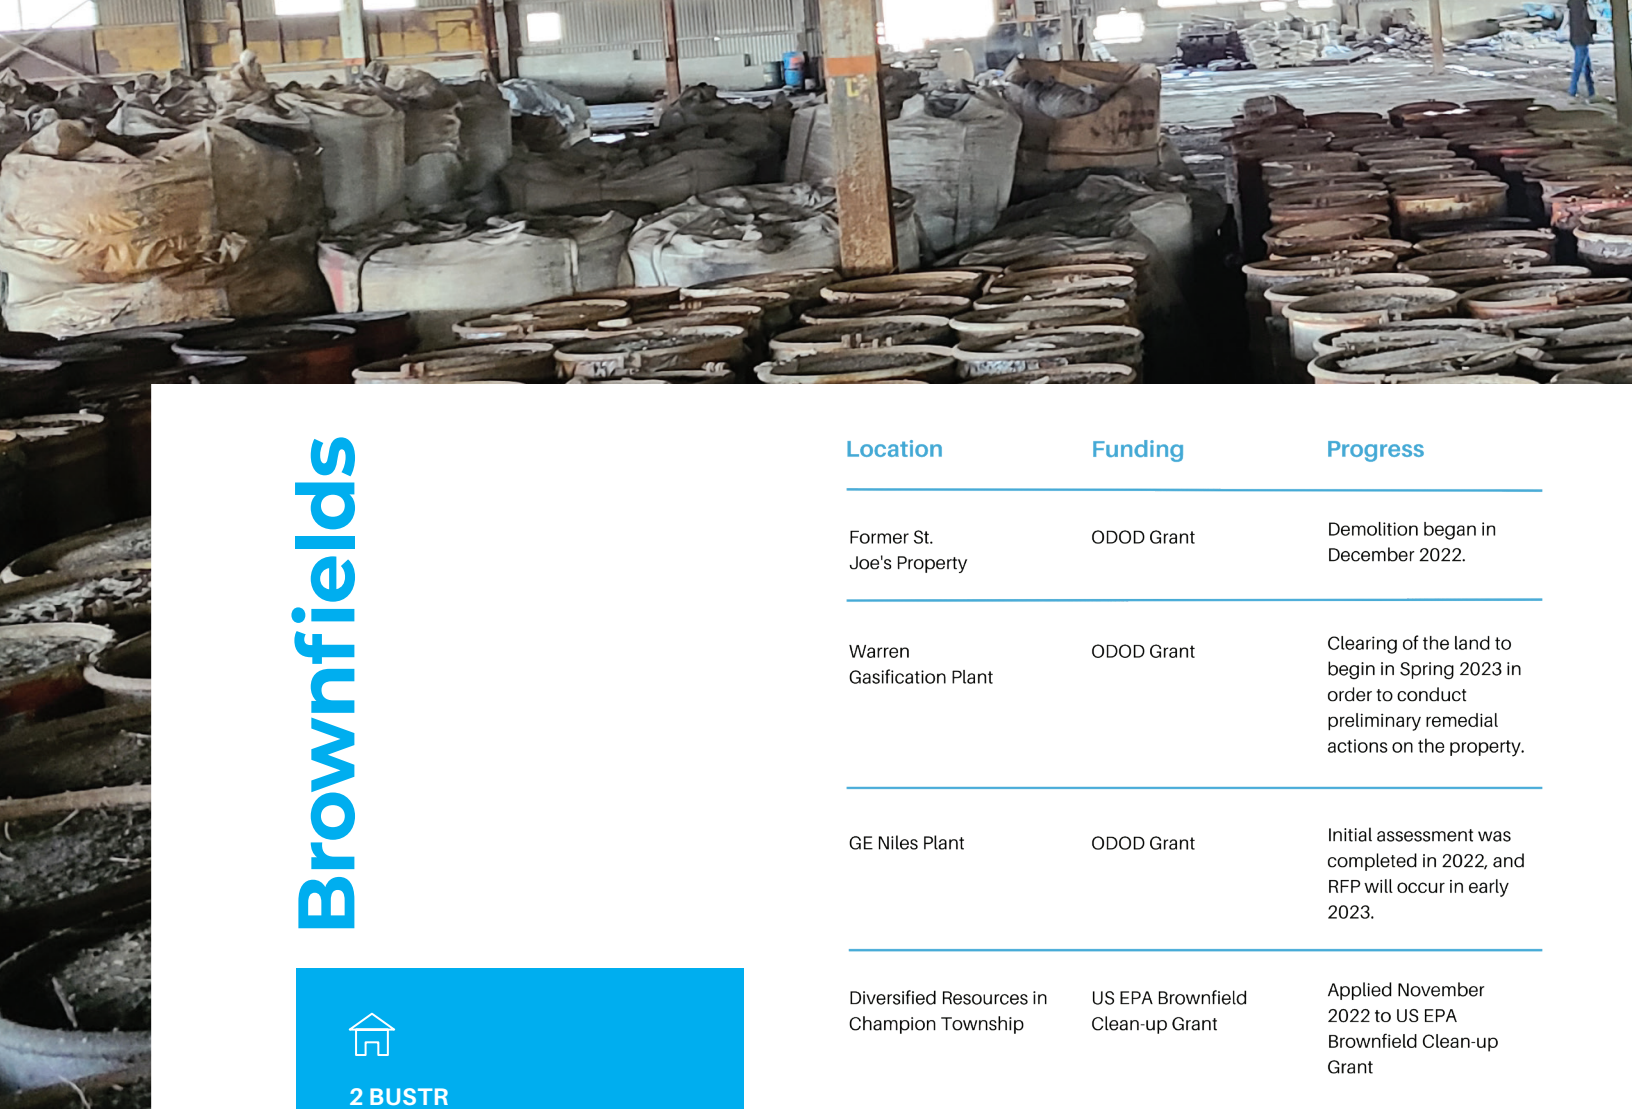 Brownfields
2 BUSTR
Location Funding Progress
Former St. ODOD Grant Demolition began in
Joe's Property December 2022.
Warren ODOD Grant Clearing of the land to
Gasification Plant begin in Spring 2023 in
order to conduct
preliminary remedial
actions on the property.
GE Niles Plant ODOD Grant Initial assessment was
completed in 2022, and
RFP will occur in early
2023.
Diversified Resources in US EPA Brownfield Applied November
Champion Township Clean-up Grant 2022 to US EPA
Brownfield Clean-up
Grant